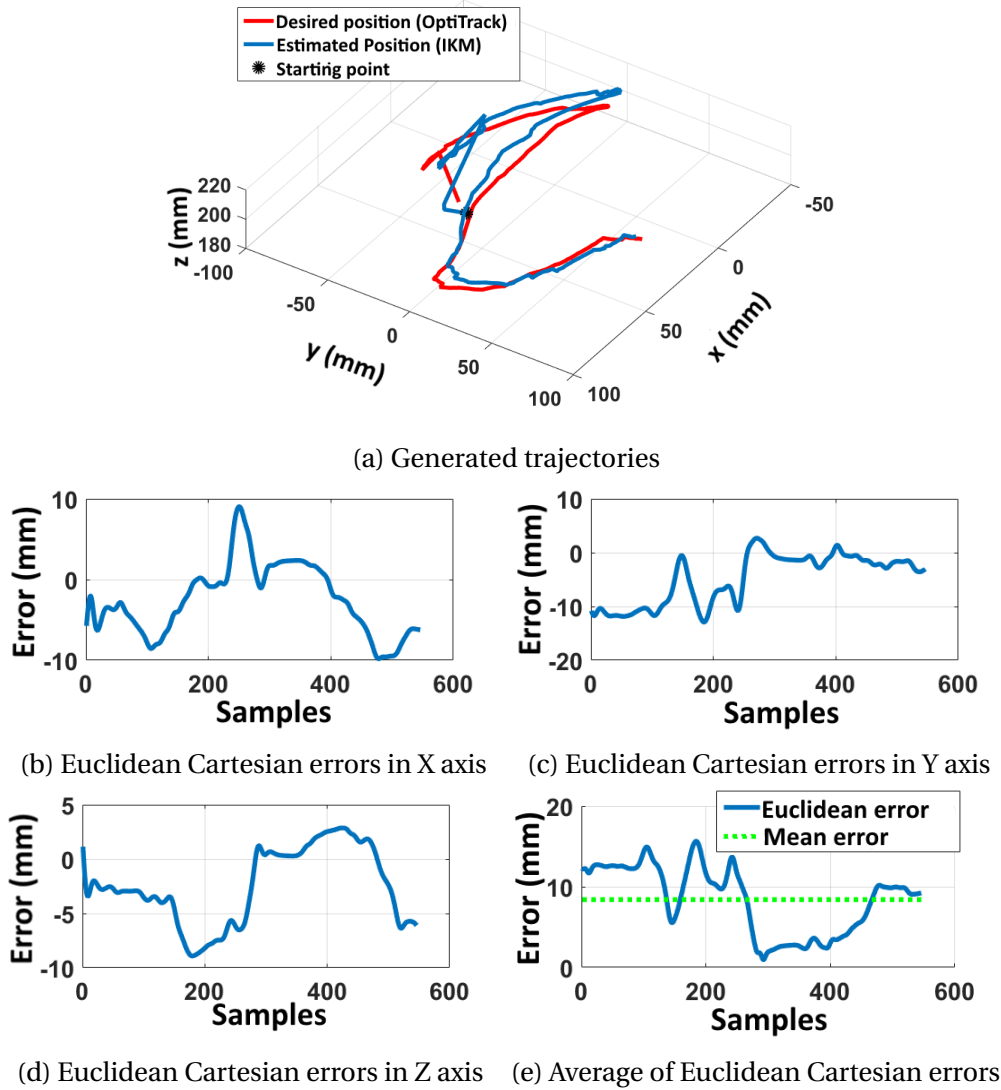 Desired position (OptiTrack)
Estimated Position (IKM)
Starting point
220
200
180
z (mm)
-100
-50
0
50
100
y (mm)
-50
0
50
100
x (mm)
(a) Generated trajectories
10
0
-10
Error (mm)
0 200 400 600
Samples
10
0
-10
-20
Error (mm)
0 200 400 600
Samples
(b) Euclidean Cartesian errors in X axis
(c) Euclidean Cartesian errors in Y axis
5
0
-5
-10
Error (mm)
0 200 400 600
Samples
Euclidean error
Mean error
20
10
0
Error (mm)
0 200 400 600
Samples
(d) Euclidean Cartesian errors in Z axis
(e) Average of Euclidean Cartesian errors